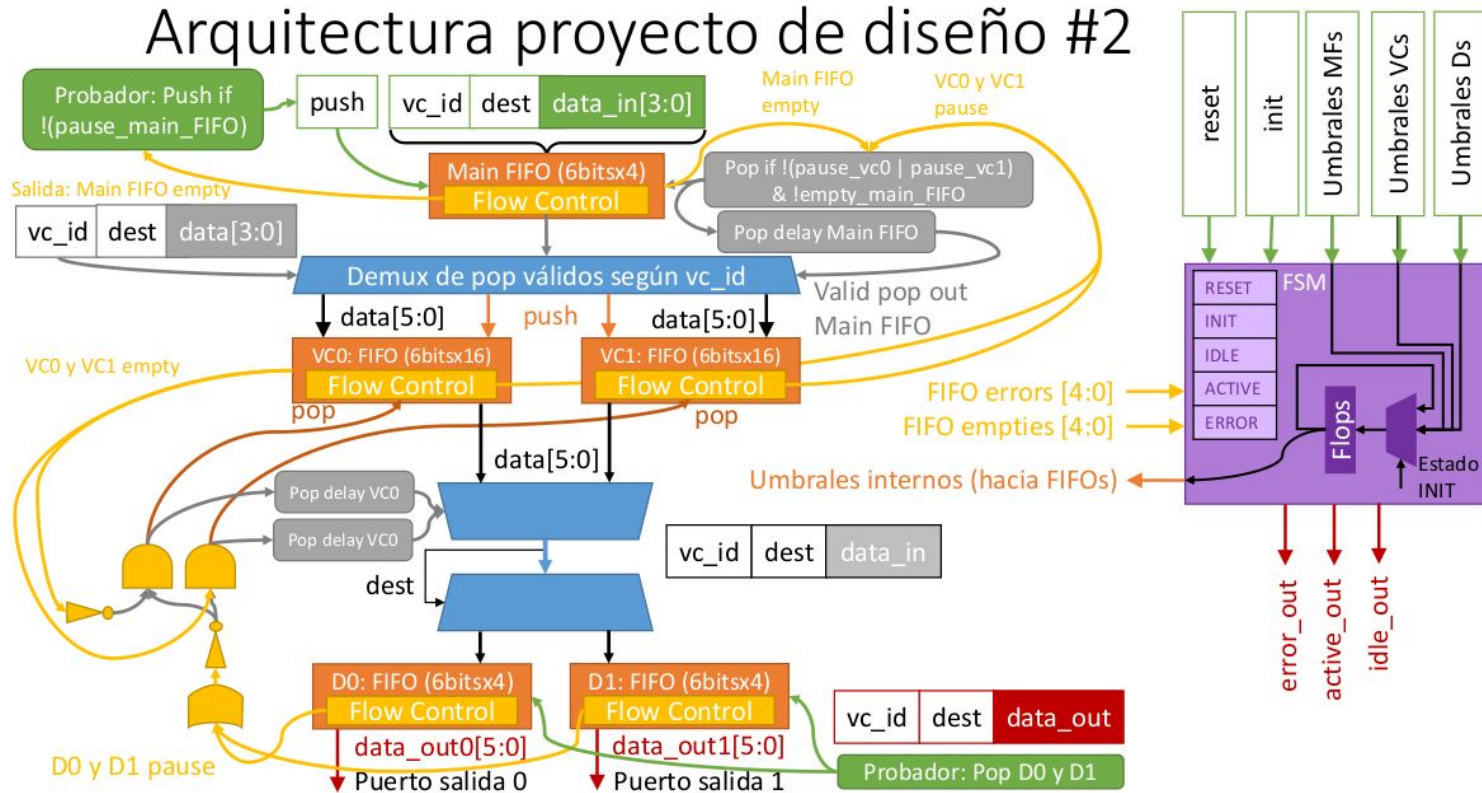 Arquitectura proyecto de diseño #2
Probador: Push if
!(pause_main_FIFO)
push
vc_id dest data_in[3:0]
Main FIFO
empty
VC0 y VC1
pause
Main FIFO (6bitsx4)
Flow Control
Pop if !(pause_vc0 | pause_vc1)
& !empty_main_FIFO
Salida: Main FIFO empty
vc_id dest data[3:0]
Pop delay Main FIFO
Demux de pop válidos según vc_id
Valid pop out
Main FIFO
data[5:0]
push
data[5:0]
VC0 y VC1 empty
VC0: FIFO (6bitsx16)
Flow Control
VC1: FIFO (6bitsx16)
Flow Control
pop
pop
data[5:0]
Pop delay VC0
Pop delay VC0
vc_id dest data_in
dest
D0: FIFO (6bitsx4)
Flow Control
D1: FIFO (6bitsx4)
Flow Control
vc_id dest data_out
D0 y D1 pause
data_out0[5:0]
Puerto salida 0
data_out1[5:0]
Puerto salida 1
Probador: Pop D0 y D1
reset
init
Umbrales MFs
Umbrales VCs
Umbrales Ds
FSM
RESET
INIT
IDLE
ACTIVE
ERROR
FIFO errors [4:0]
FIFO empties [4:0]
Flops
Estado
INIT
Umbrales internos (hacia FIFOs)
error_out
active_out
idle_out